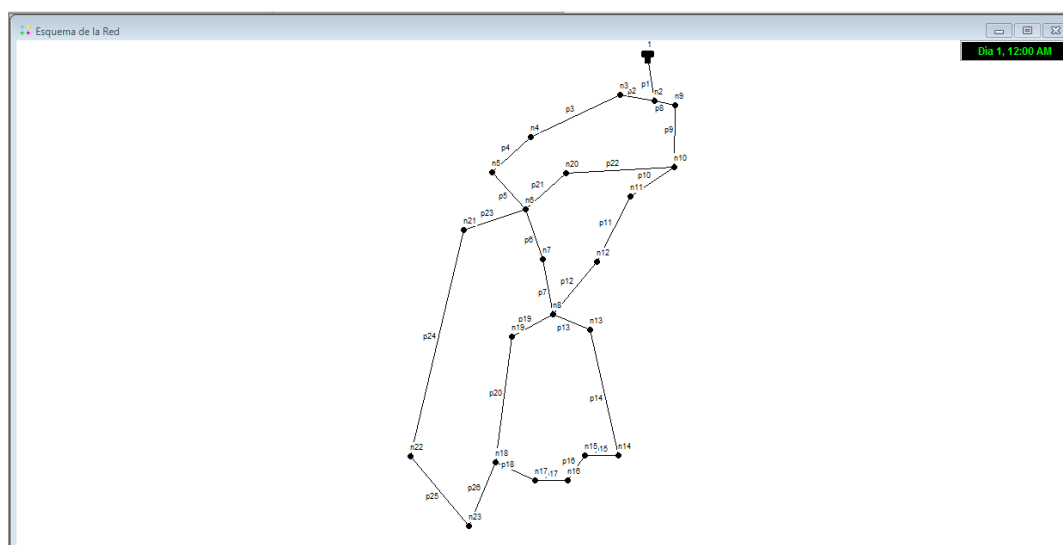 Esquema de la Red
Dia 1, 12:00 AM
1
p1
n3
p2
n2
n9
p8
p3
n4
p9
p4
n5
n20
p22
n10
p10
p21
n11
p5
n6
p23
n21
p11
p6
n7
n12
p12
p7
n8
p19
n19
p13
n13
p24
p20
p14
n22
n18
n15
n14
p16
p18
n17
n16
p25
p26
n23